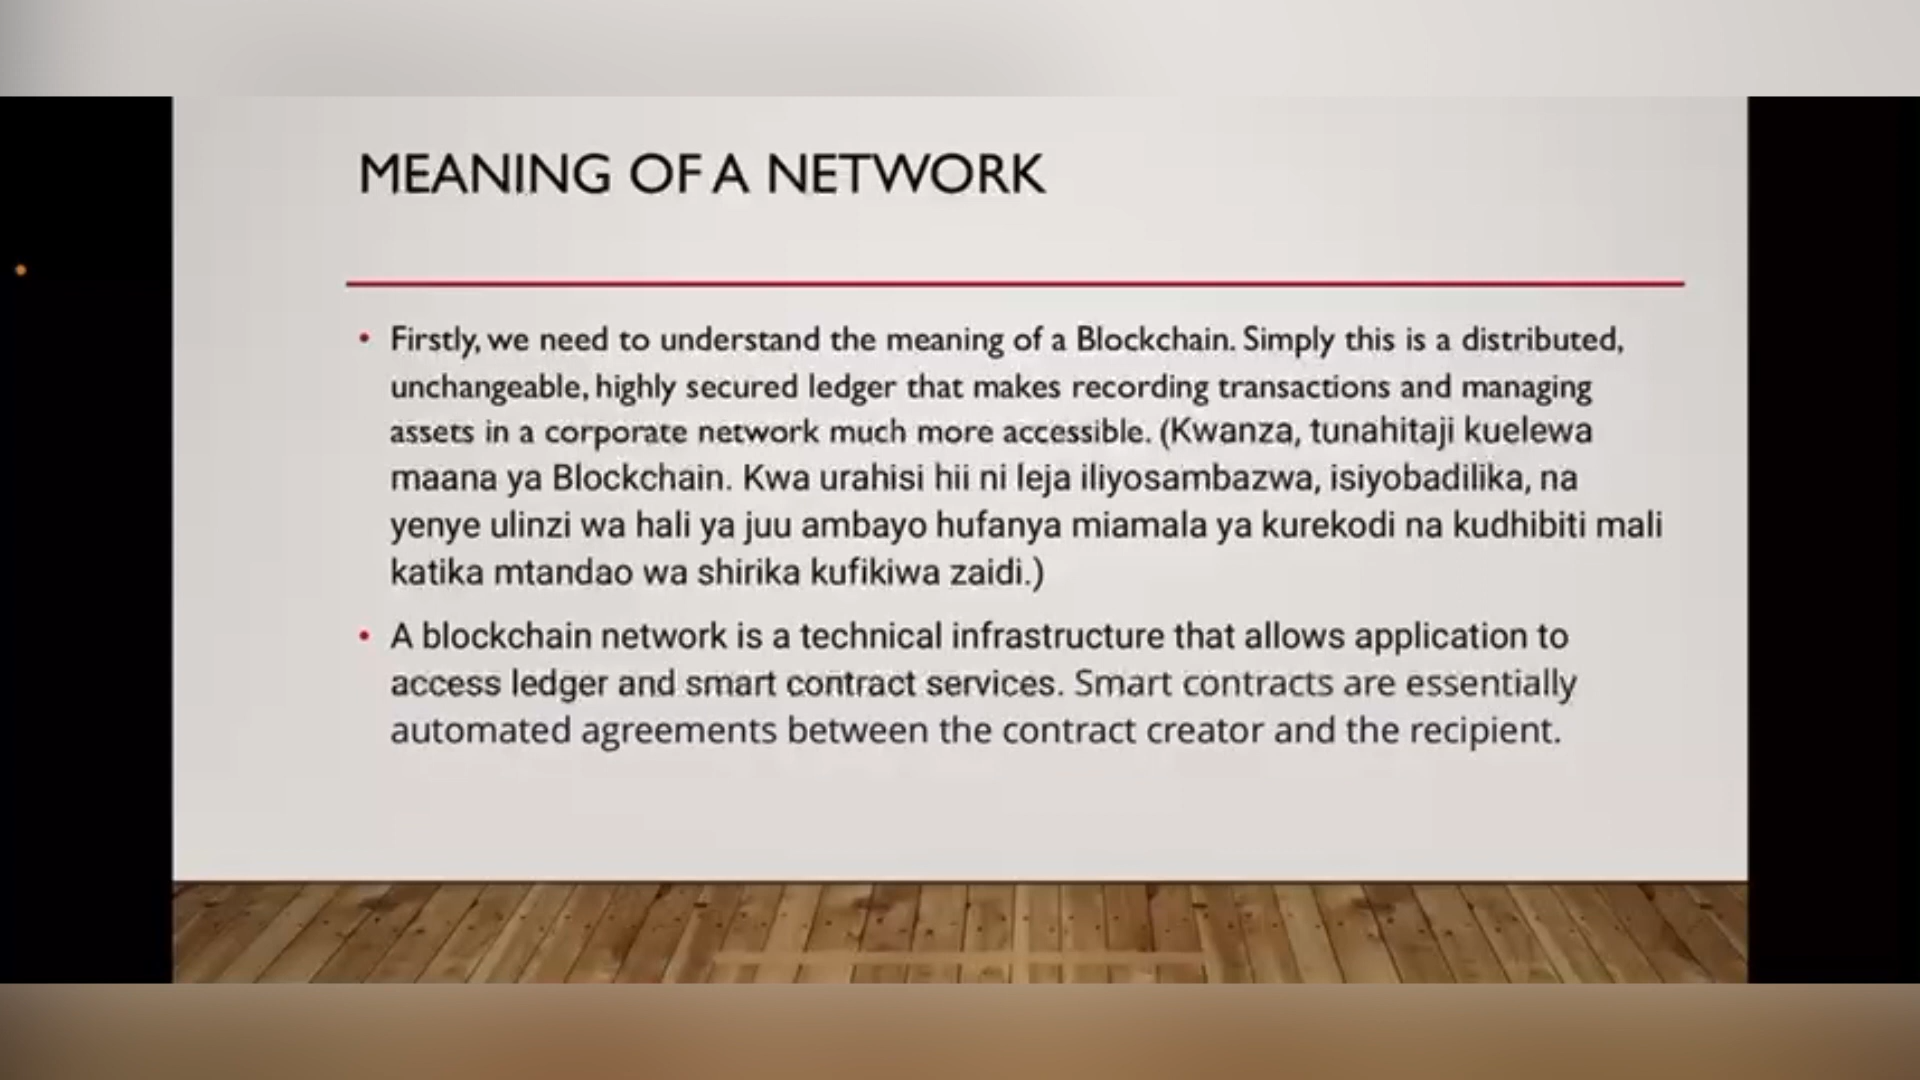 MEANING OF A NETWORK
• Firstly, we need to understand the meaning of a Blockchain. Simply this is a distributed,
unchangeable, highly secured ledger that makes recording transactions and managing
assets in a corporate network much more accessible. (Kwanza, tunahitaji kuelewa
maana ya Blockchain. Kwa urahisi hii ni leja iliyosambazwa, isiyobadilika, na
yenye ulinzi wa hali ya juu ambayo hufanya miamala ya kurekodi na kudhibiti mali
katika mtandao wa shirika kufikiwa zaidi.)
• A blockchain network is a technical infrastructure that allows application to
access ledger and smart contract services. Smart contracts are essentially
automated agreements between the contract creator and the recipient.